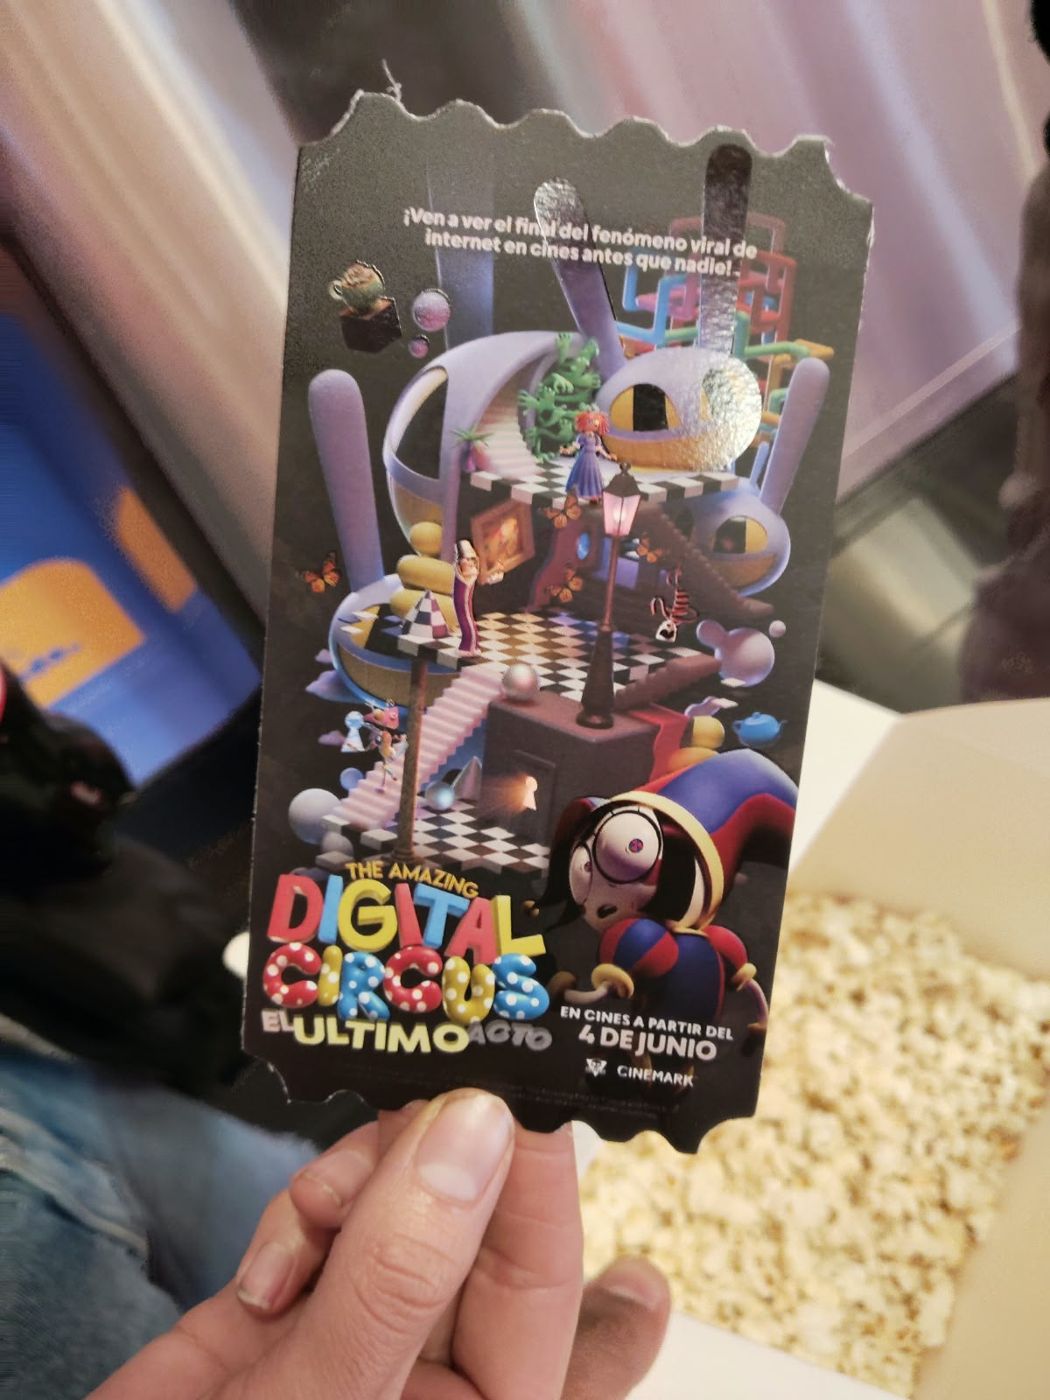 ¡Ven a ver el final del fenómeno viral de
internet en cines antes que nadie!
THE AMAZING
DIGITAL
CIRCUS
EL ULTIMO ACTO
EN CINES A PARTIR DEL
4 DE JUNIO
CINEMARK